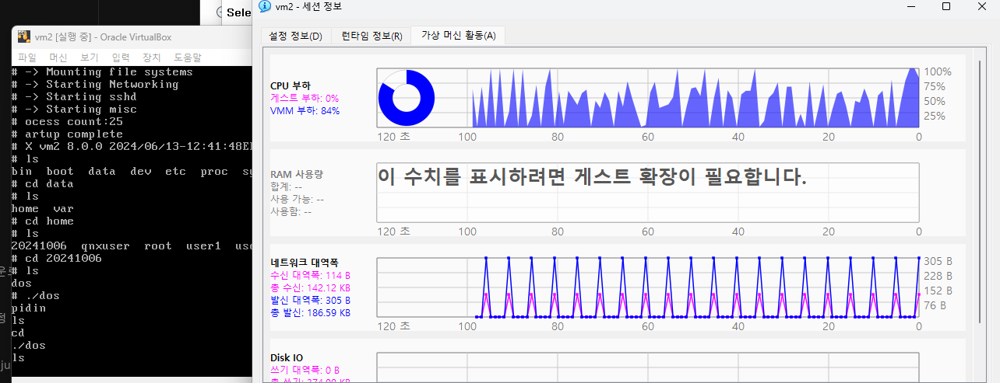 Sele
vm2 [실행 중] - Oracle VirtualBox
파일 머신 보기 입력 장치 도움말
# -> Mounting file systems
# -> Starting Networking
# -> Starting sshd
# -> Starting misc
# ocess count:25
# artup complete
# X vm2 8.0.0 2024/06/13-12:41:48E
# ls
bin boot data dev etc proc sy
# cd data
# ls
home var
# cd home
# ls
20241006 qnxuser root user1 use
# cd 20241006
# ls
dos
# ./dos
pidin
ls
cd
./dos
ls
ju
vm2 - 세션 정보
설정 정보(D) 런타임 정보(R) 가상 머신 활동(A)
CPU 부하
게스트 부하: 0%
VMM 부하: 84%
100%
75%
50%
25%
120 초 100 80 60 40 20 0
RAM 사용량
합계: --
사용 가능: --
사용함: --
이 수치를 표시하려면 게스트 확장이 필요합니다.
120 초 100 80 60 40 20 0
네트워크 대역폭
수신 대역폭: 114 B
총 수신: 142.12 KB
발신 대역폭: 305 B
총 발신: 186.59 KB
305 B
228 B
152 B
76 B
120 초 100 80 60 40 20 0
Disk IO
쓰기 대역폭: 0 B
총 쓰기: 274.00 KB